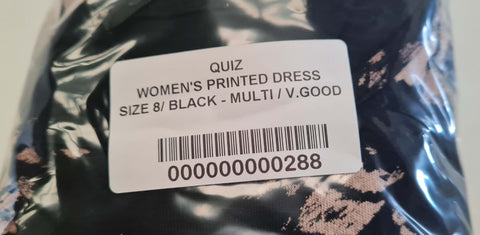 QUIZ
WOMEN'S PRINTED DRESS
SIZE 8/ BLACK - MULTI / V.GOOD
000000000288